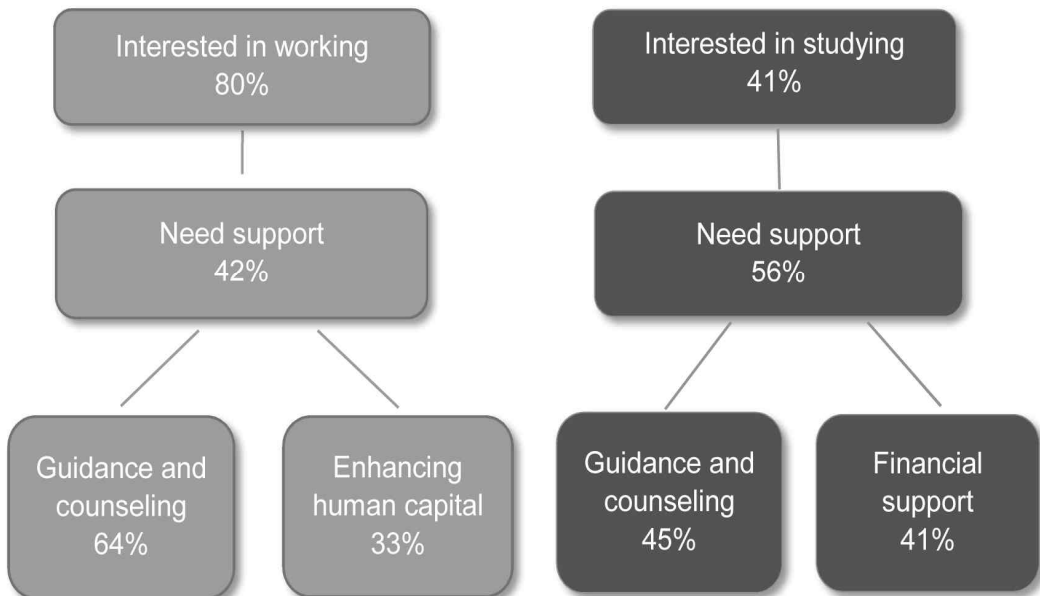 Interested in working
80%
Interested in studying
41%
Need support
42%
Need support
56%
Guidance and
counseling
64%
Enhancing
human capital
33%
Guidance and
counseling
45%
Financial
support
41%